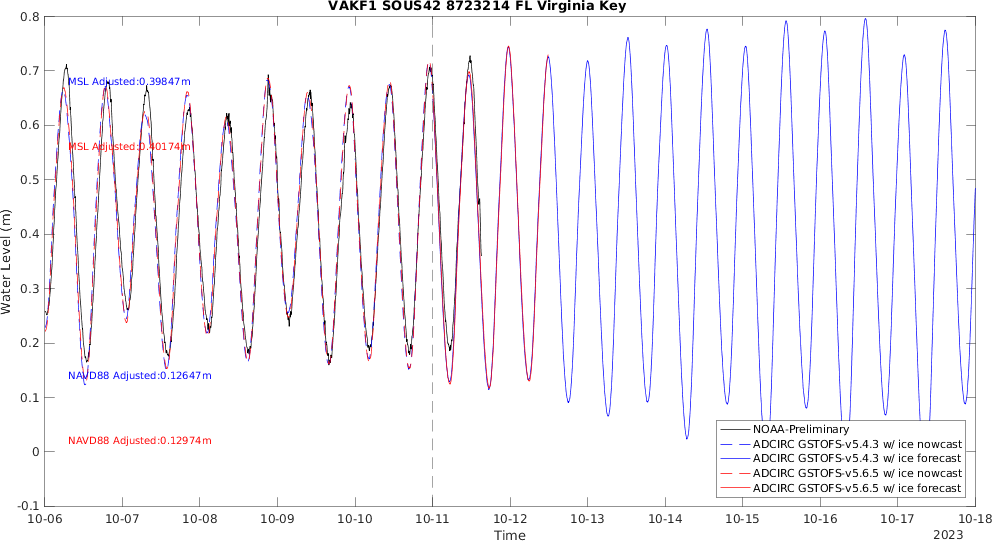 VAKF1 SOUS42 8723214 FL Virginia Key
0.8
0.7
0.6
0.5
0.4
0.3
0.2
0.1
0
-0.1
Water Level (m)
MSL Adjusted:0.39847m
MSL Adjusted:0.40174m
NAVD88 Adjusted:0.12647m
NAVD88 Adjusted:0.12974m
NOAA-Preliminary
ADCIRC GSTOFS-v5.4.3 w/ ice nowcast
ADCIRC GSTOFS-v5.4.3 w/ ice forecast
ADCIRC GSTOFS-v5.6.5 w/ ice nowcast
ADCIRC GSTOFS-v5.6.5 w/ ice forecast
10-06 10-07 10-08 10-09 10-10 10-11 10-12 10-13 10-14 10-15 10-16 10-17 10-18
Time
2023